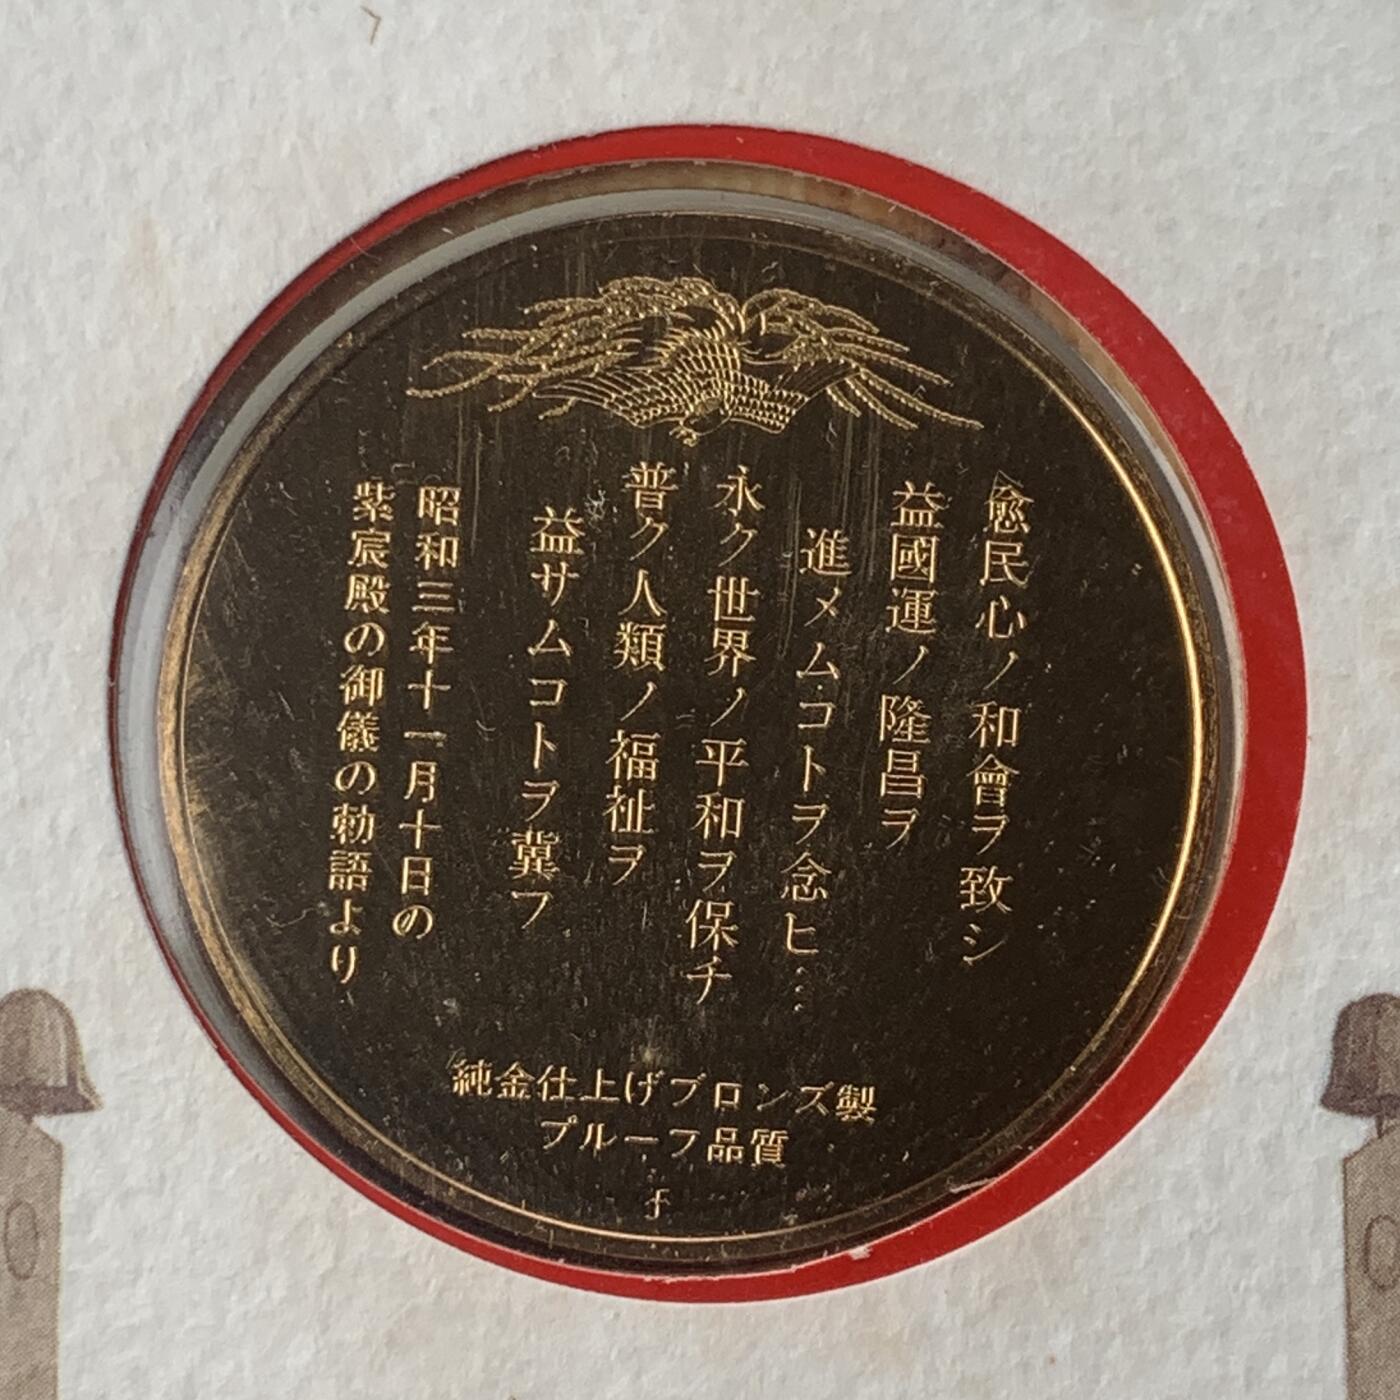 愈民心ノ和會ヲ致シ
益國運ノ隆昌ヲ
進メムコトヲ念ヒ…
永ク世界ノ平和ヲ保チ
普ク人類ノ福祉ヲ
益サムコトヲ冀フ
昭和三年十一月十日の
紫宸殿の御儀の勅語より
純金仕上げブロンズ製
プルーフ品質
f